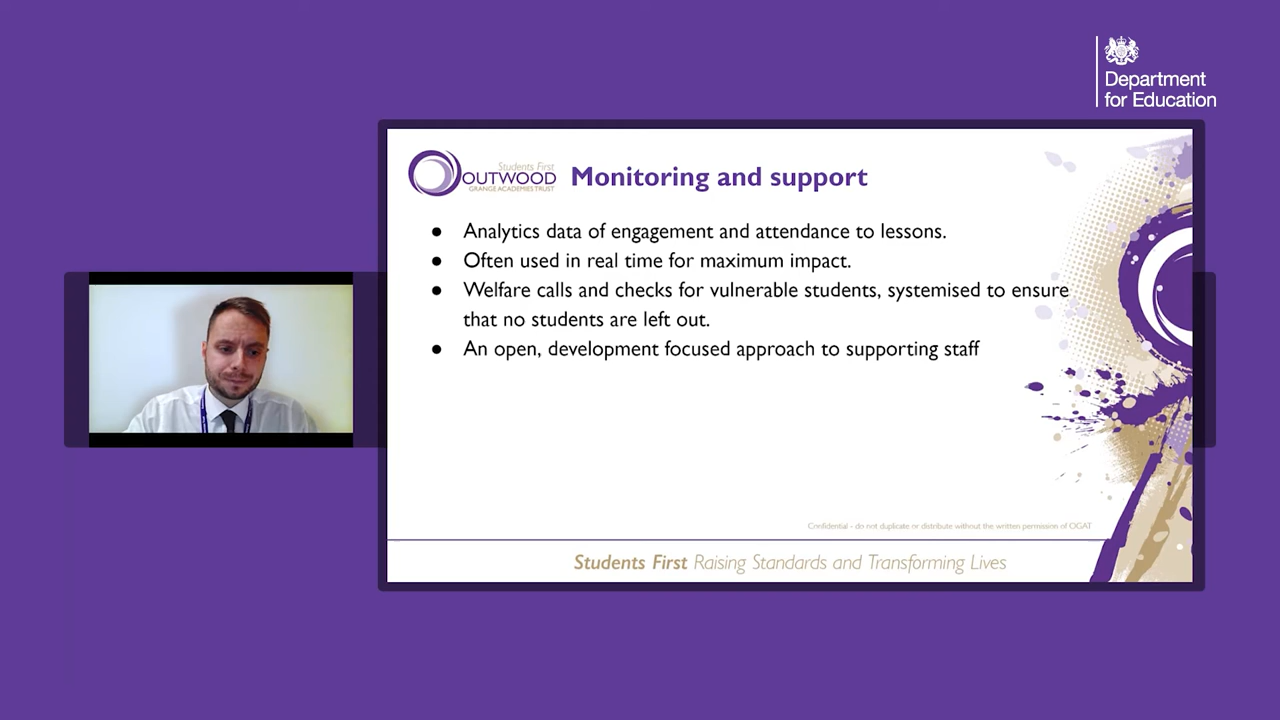 Department
for Education
Students First
OUTWOOD
GRANGE ACADEMIES TRUST
Monitoring and support
● Analytics data of engagement and attendance to lessons.
● Often used in real time for maximum impact.
● Welfare calls and checks for vulnerable students, systemised to ensure
that no students are left out.
● An open, development focused approach to supporting staff
Confidential - do not duplicate or distribute without the written permission of OGAT
Students First Raising Standards and Transforming Lives